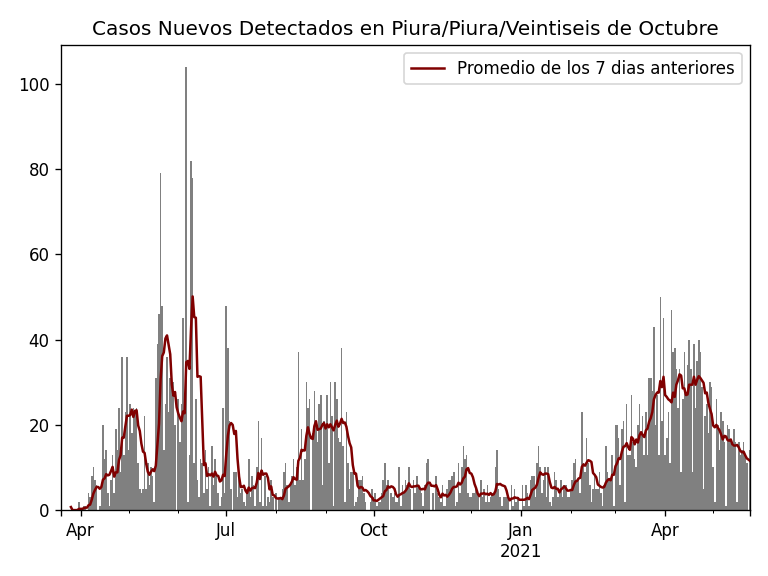 Casos Nuevos Detectados en Piura/Piura/Veintiseis de Octubre
Promedio de los 7 dias anteriores
100
80
60
40
20
0
Apr Jul Oct Jan Apr
2021